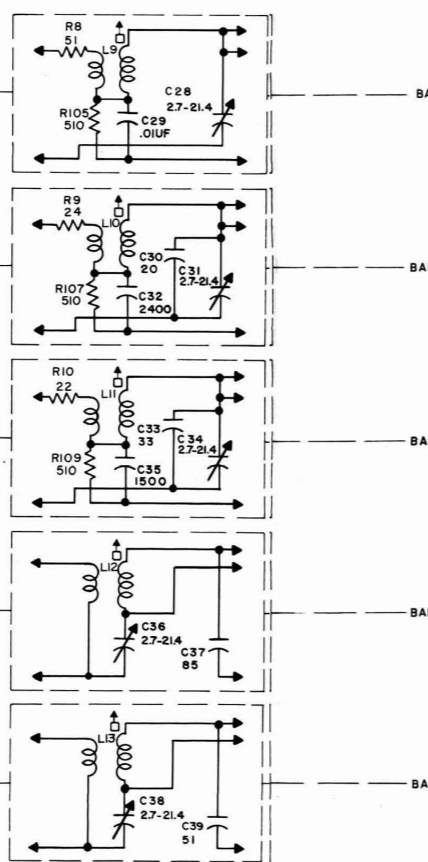 R8
51
L9
C28
2.7-21.4
R105
510
C29
.01UF
BA
R9
24
L10
C30
20
C31
2.7-21.4
R107
510
C32
2400
BA
R10
22
L11
C33
33
C34
2.7-21.4
R109
510
C35
1500
BA
L12
C36
2.7-21.4
C37
85
BA
L13
C38
2.7-21.4
C39
51
BA